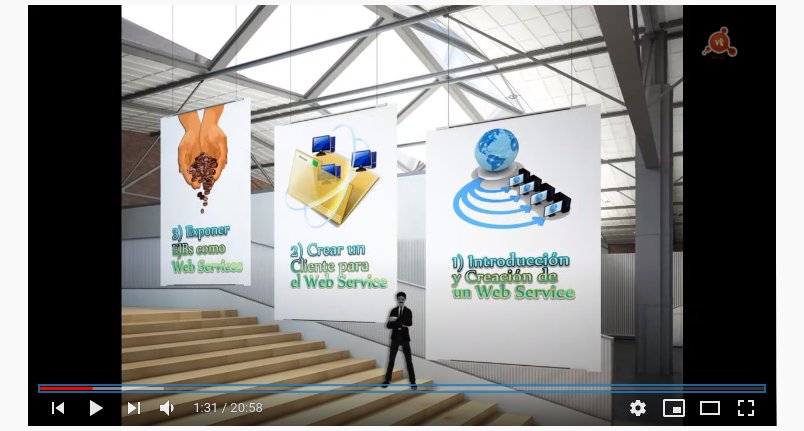 vt
3) Exponer
EJBs como
Web Services
2) Crear un
Cliente para
el Web Service
1) Introducción
y Creación de
un Web Service
1:31 / 20:58